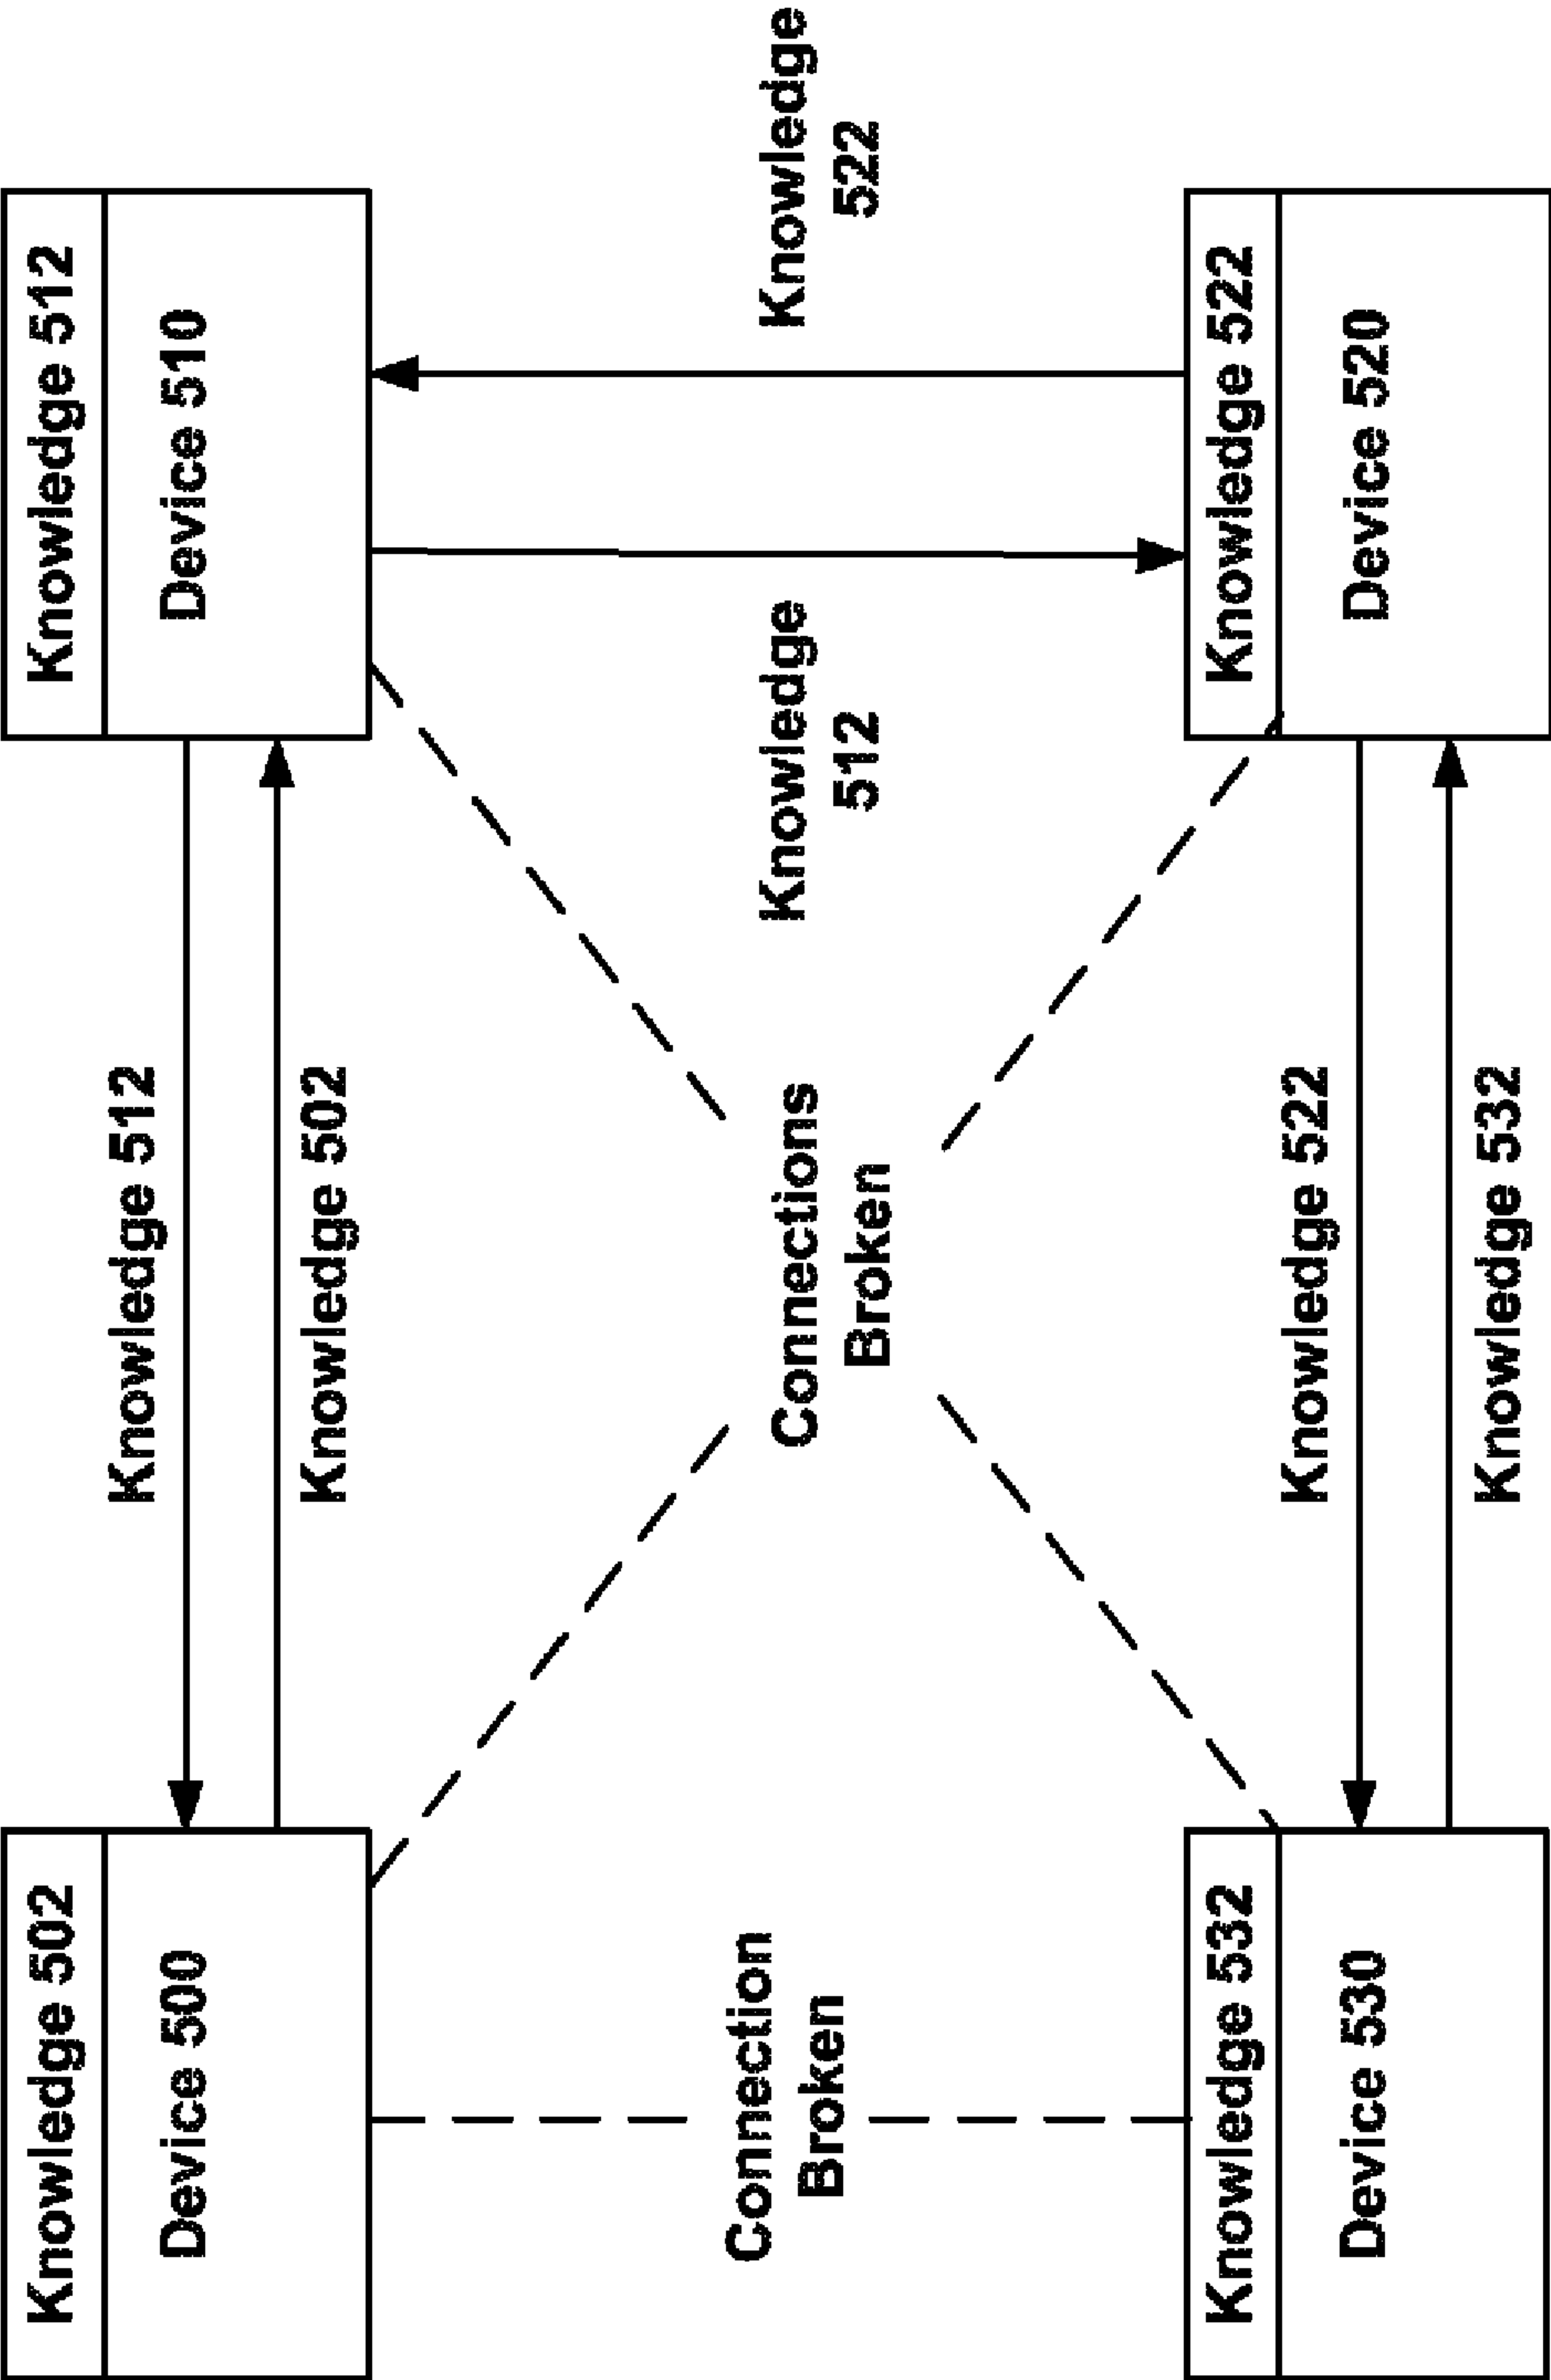 Knowledge 502
Device 500
Knowledge 512
Knowledge 502
Knowledge 512
Device 510
Connection
Broken
Connections
Broken
Knowledge
512
Knowledge
522
Knowledge 532
Device 530
Knowledge 522
Knowledge 532
Knowledge 522
Device 520